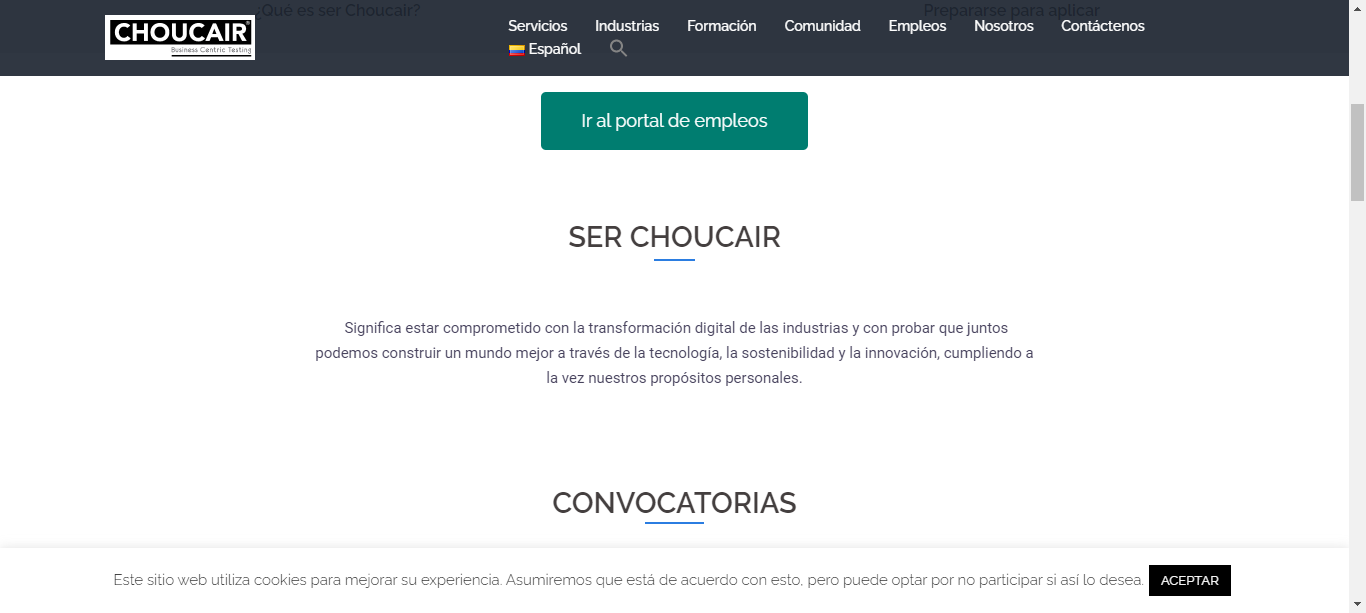 ¿Qué es ser Choucair?
Prepararse para aplicar
CHOUCAIR®
Business Centric Testing
Servicios Industrias Formación Comunidad Empleos Nosotros Contáctenos
Español
Ir al portal de empleos
SER CHOUCAIR
Significa estar comprometido con la transformación digital de las industrias y con probar que juntos
podemos construir un mundo mejor a través de la tecnología, la sostenibilidad y la innovación, cumpliendo a
la vez nuestros propósitos personales.
CONVOCATORIAS
Este sitio web utiliza cookies para mejorar su experiencia. Asumiremos que está de acuerdo con esto, pero puede optar por no participar si así lo desea. ACEPTAR